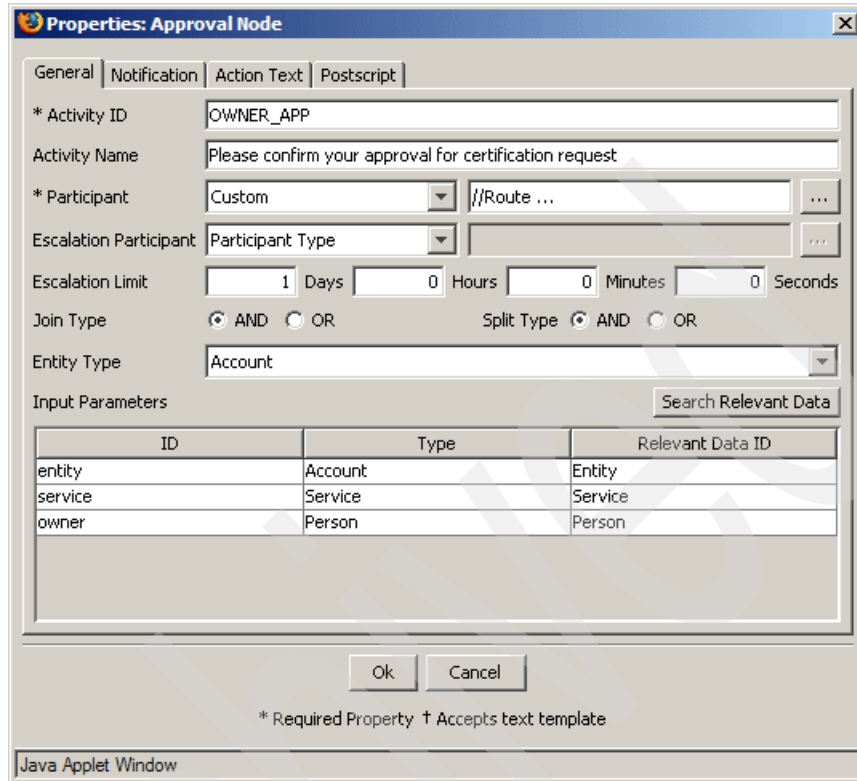 Properties: Approval Node
General Notification Action Text Postscript
* Activity ID OWNER_APP
Activity Name Please confirm your approval for certification request
* Participant Custom //Route ... ...
Escalation Participant Participant Type ...
Escalation Limit 1 Days 0 Hours 0 Minutes 0 Seconds
Join Type AND OR Split Type AND OR
Entity Type Account
Input Parameters Search Relevant Data
ID Type Relevant Data ID
entity Account Entity
service Service Service
owner Person Person
Ok Cancel
* Required Property † Accepts text template
Java Applet Window